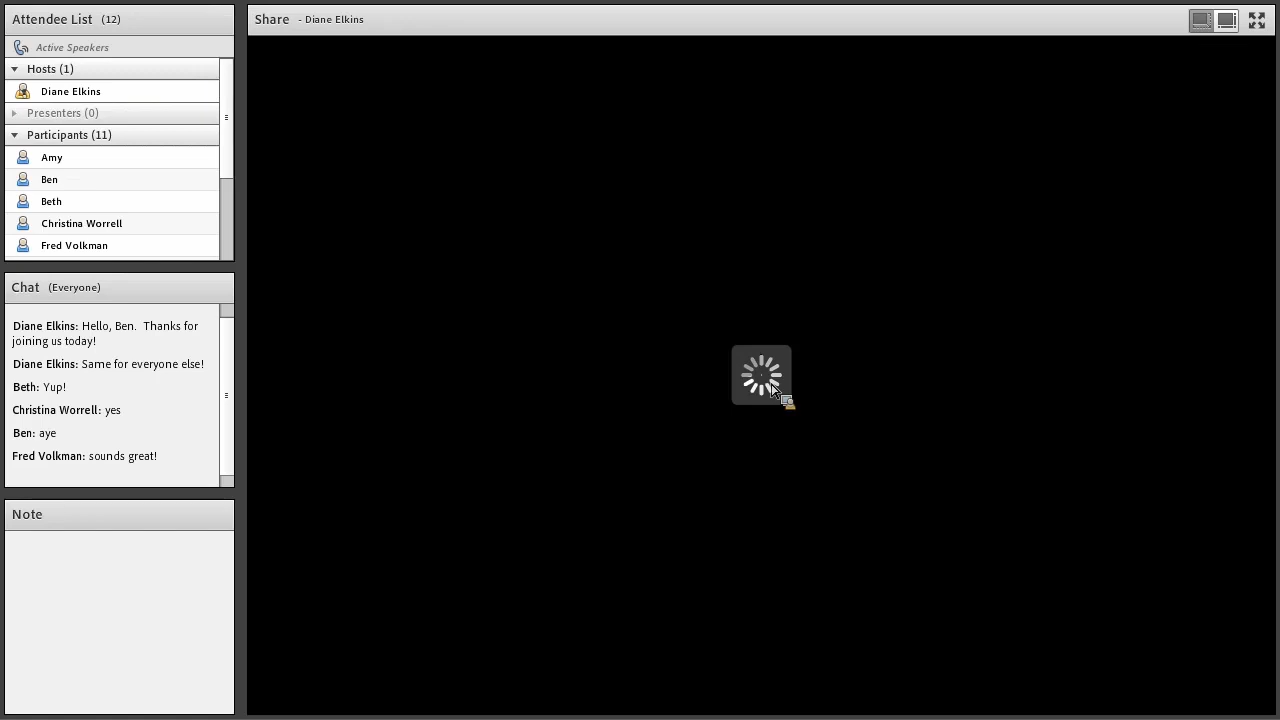 Attendee List (12)
Active Speakers
Hosts (1)
Diane Elkins
Presenters (0)
Participants (11)
Amy
Ben
Beth
Christina Worrell
Fred Volkman
Chat (Everyone)
Diane Elkins: Hello, Ben. Thanks for
joining us today!
Diane Elkins: Same for everyone else!
Beth: Yup!
Christina Worrell: yes
Ben: aye
Fred Volkman: sounds great!
Note
Share - Diane Elkins